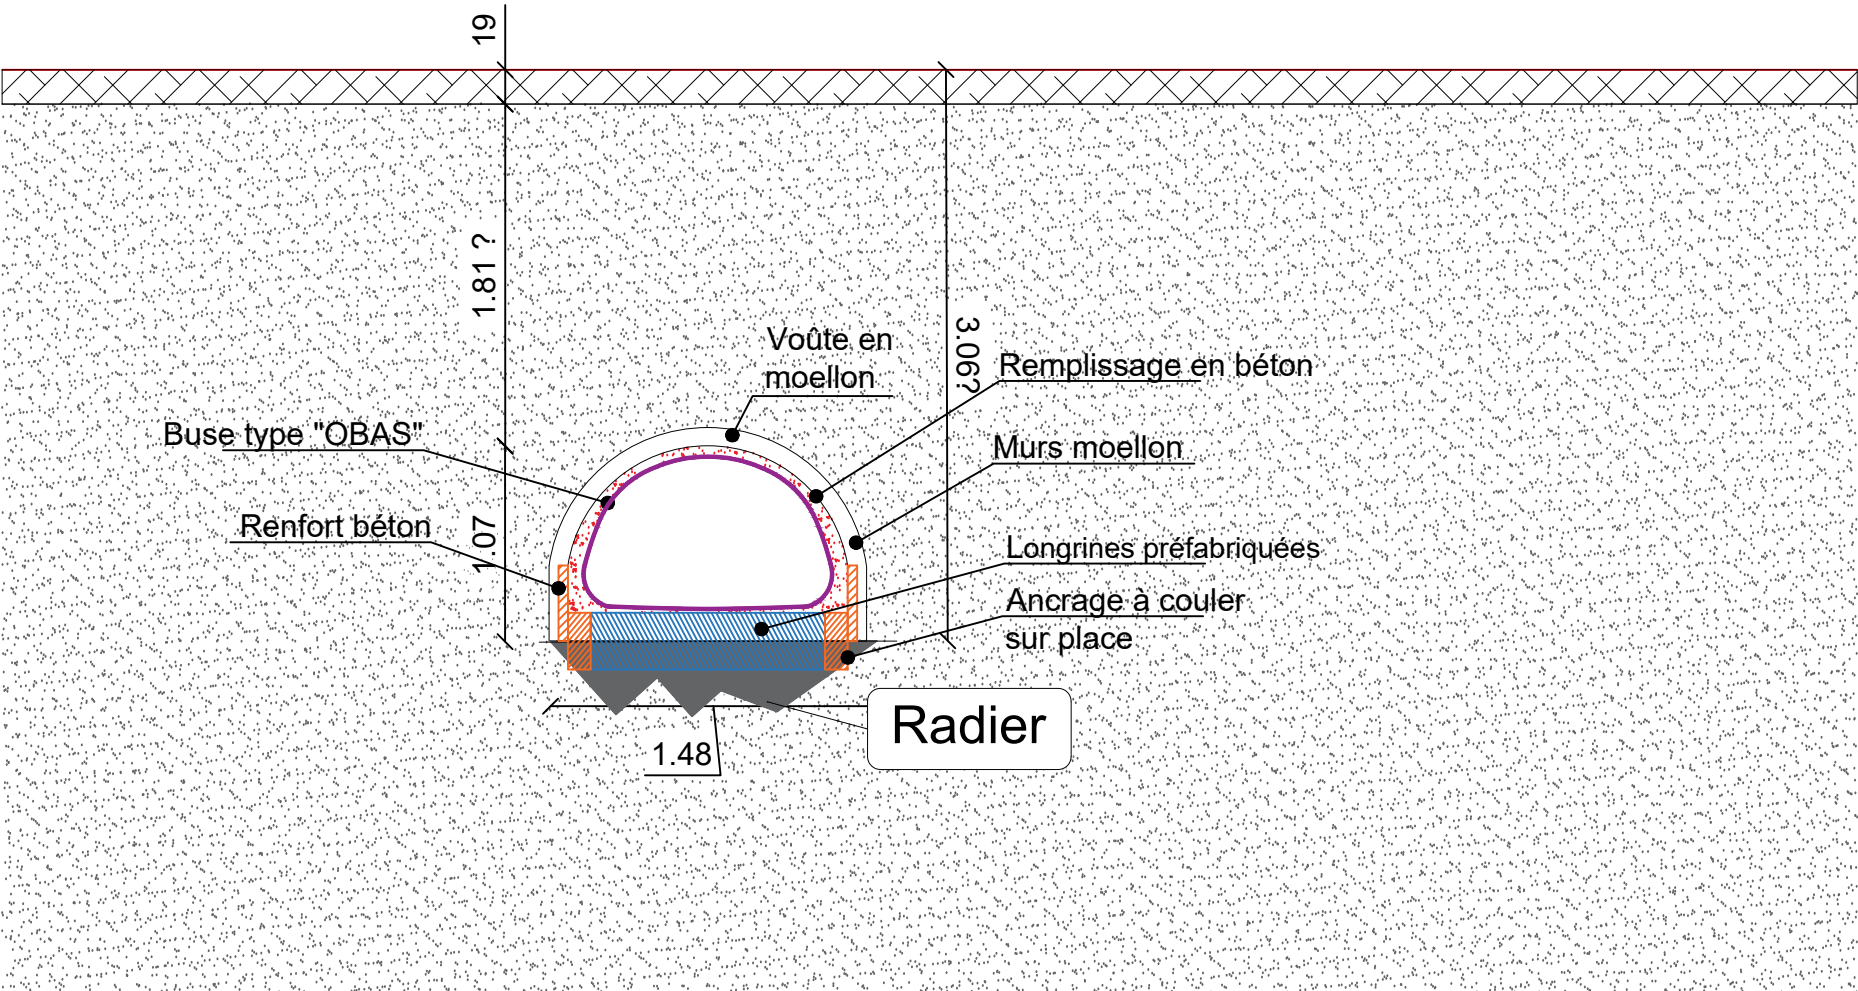 19
1.81 ?
3.06?
Voûte en
moellon
Remplissage en béton
Buse type "OBAS"
Murs moellon
Renfort béton
1.07
Longrines préfabriquées
Ancrage à couler
sur place
Radier
1.48